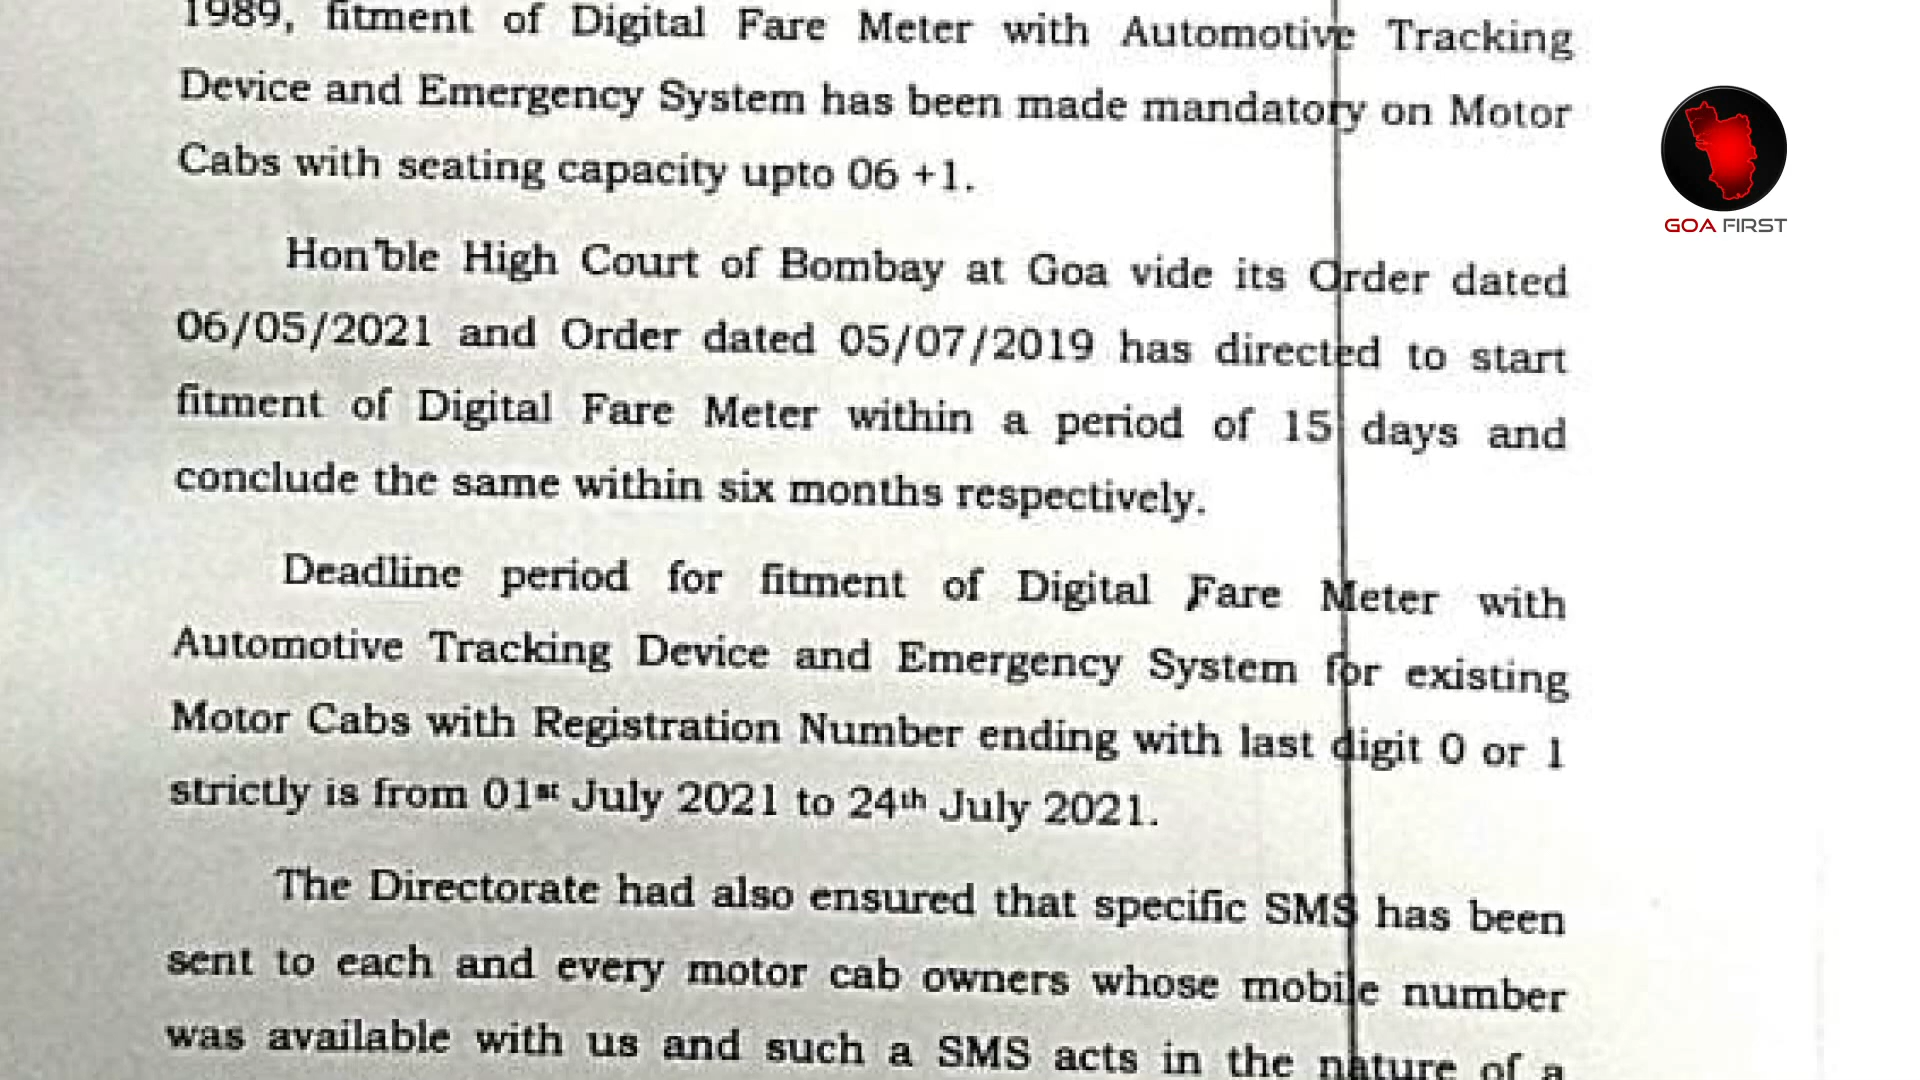 1989, fitment of Digital Fare Meter with Automotive Tracking
Device and Emergency System has been made mandatory on Motor
Cabs with seating capacity upto 06 +1.
Hon'ble High Court of Bombay at Goa vide its Order dated
06/05/2021 and Order dated 05/07/2019 has directed to start
fitment of Digital Fare Meter within a period of 15 days and
conclude the same within six months respectively.
Deadline period for fitment of Digital Fare Meter with
Automotive Tracking Device and Emergency System for existing
Motor Cabs with Registration Number ending with last digit 0 or 1
strictly is from 01st July 2021 to 24th July 2021.
The Directorate had also ensured that specific SMS has been
sent to each and every motor cab owners whose mobile number
was available with us and such a SMS acts in the nature of a
GOA FIRST